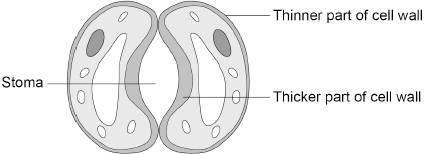 Thinner part of cell wall
Stoma
Thicker part of cell wall